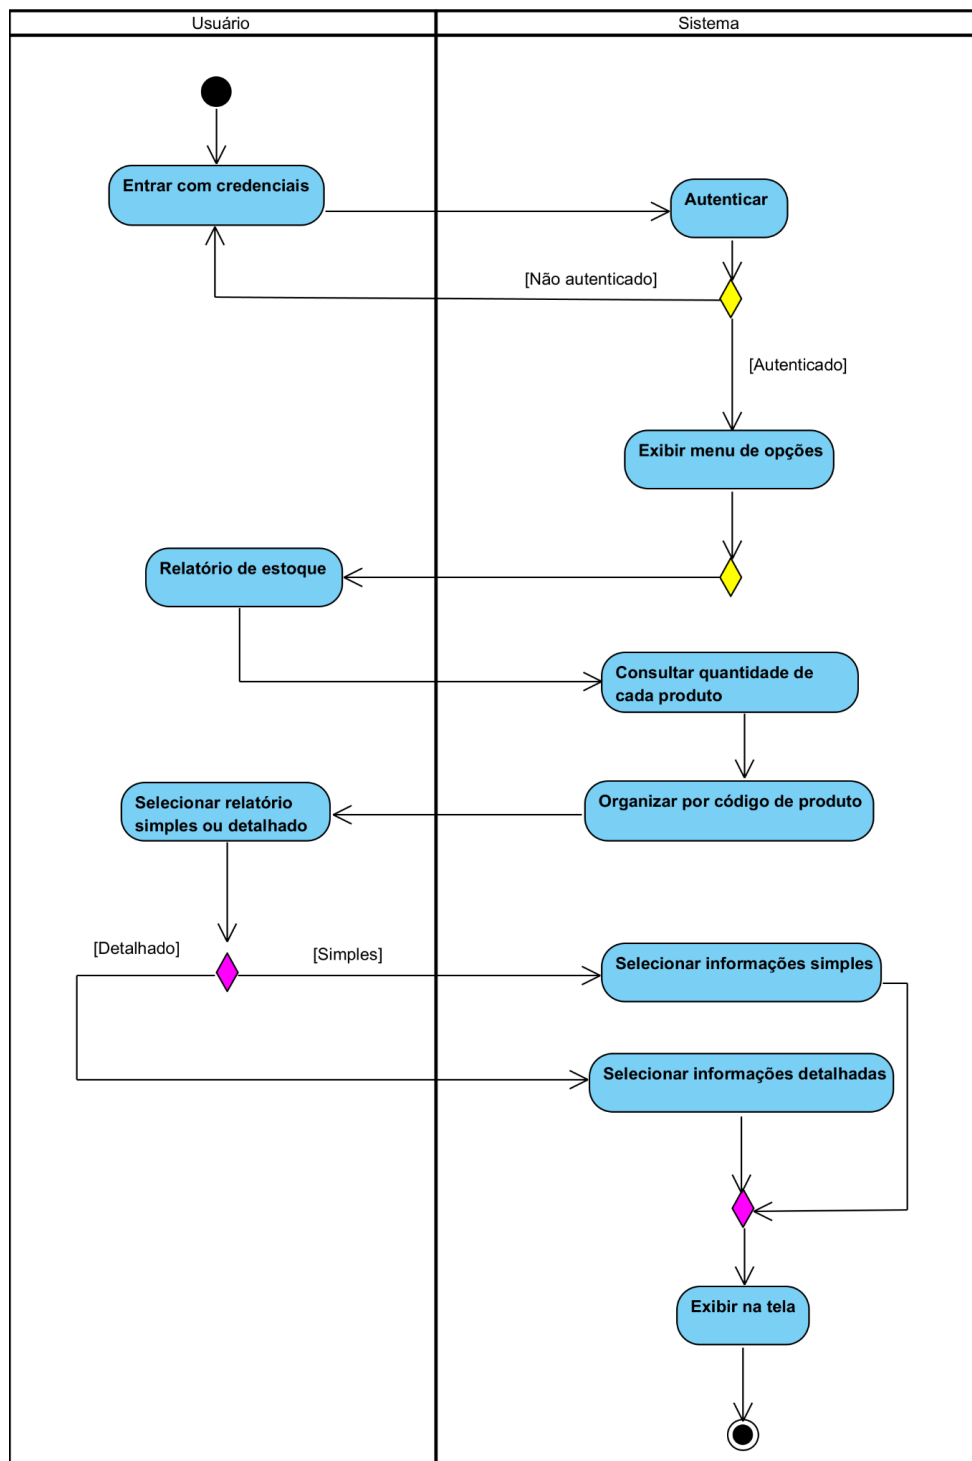 Usuário
Sistema
Entrar com credenciais
Autenticar
[Não autenticado]
[Autenticado]
Exibir menu de opções
Relatório de estoque
Consultar quantidade de
cada produto
Organizar por código de produto
Selecionar relatório
simples ou detalhado
[Detalhado]
[Simples]
Selecionar informações simples
Selecionar informações detalhadas
Exibir na tela